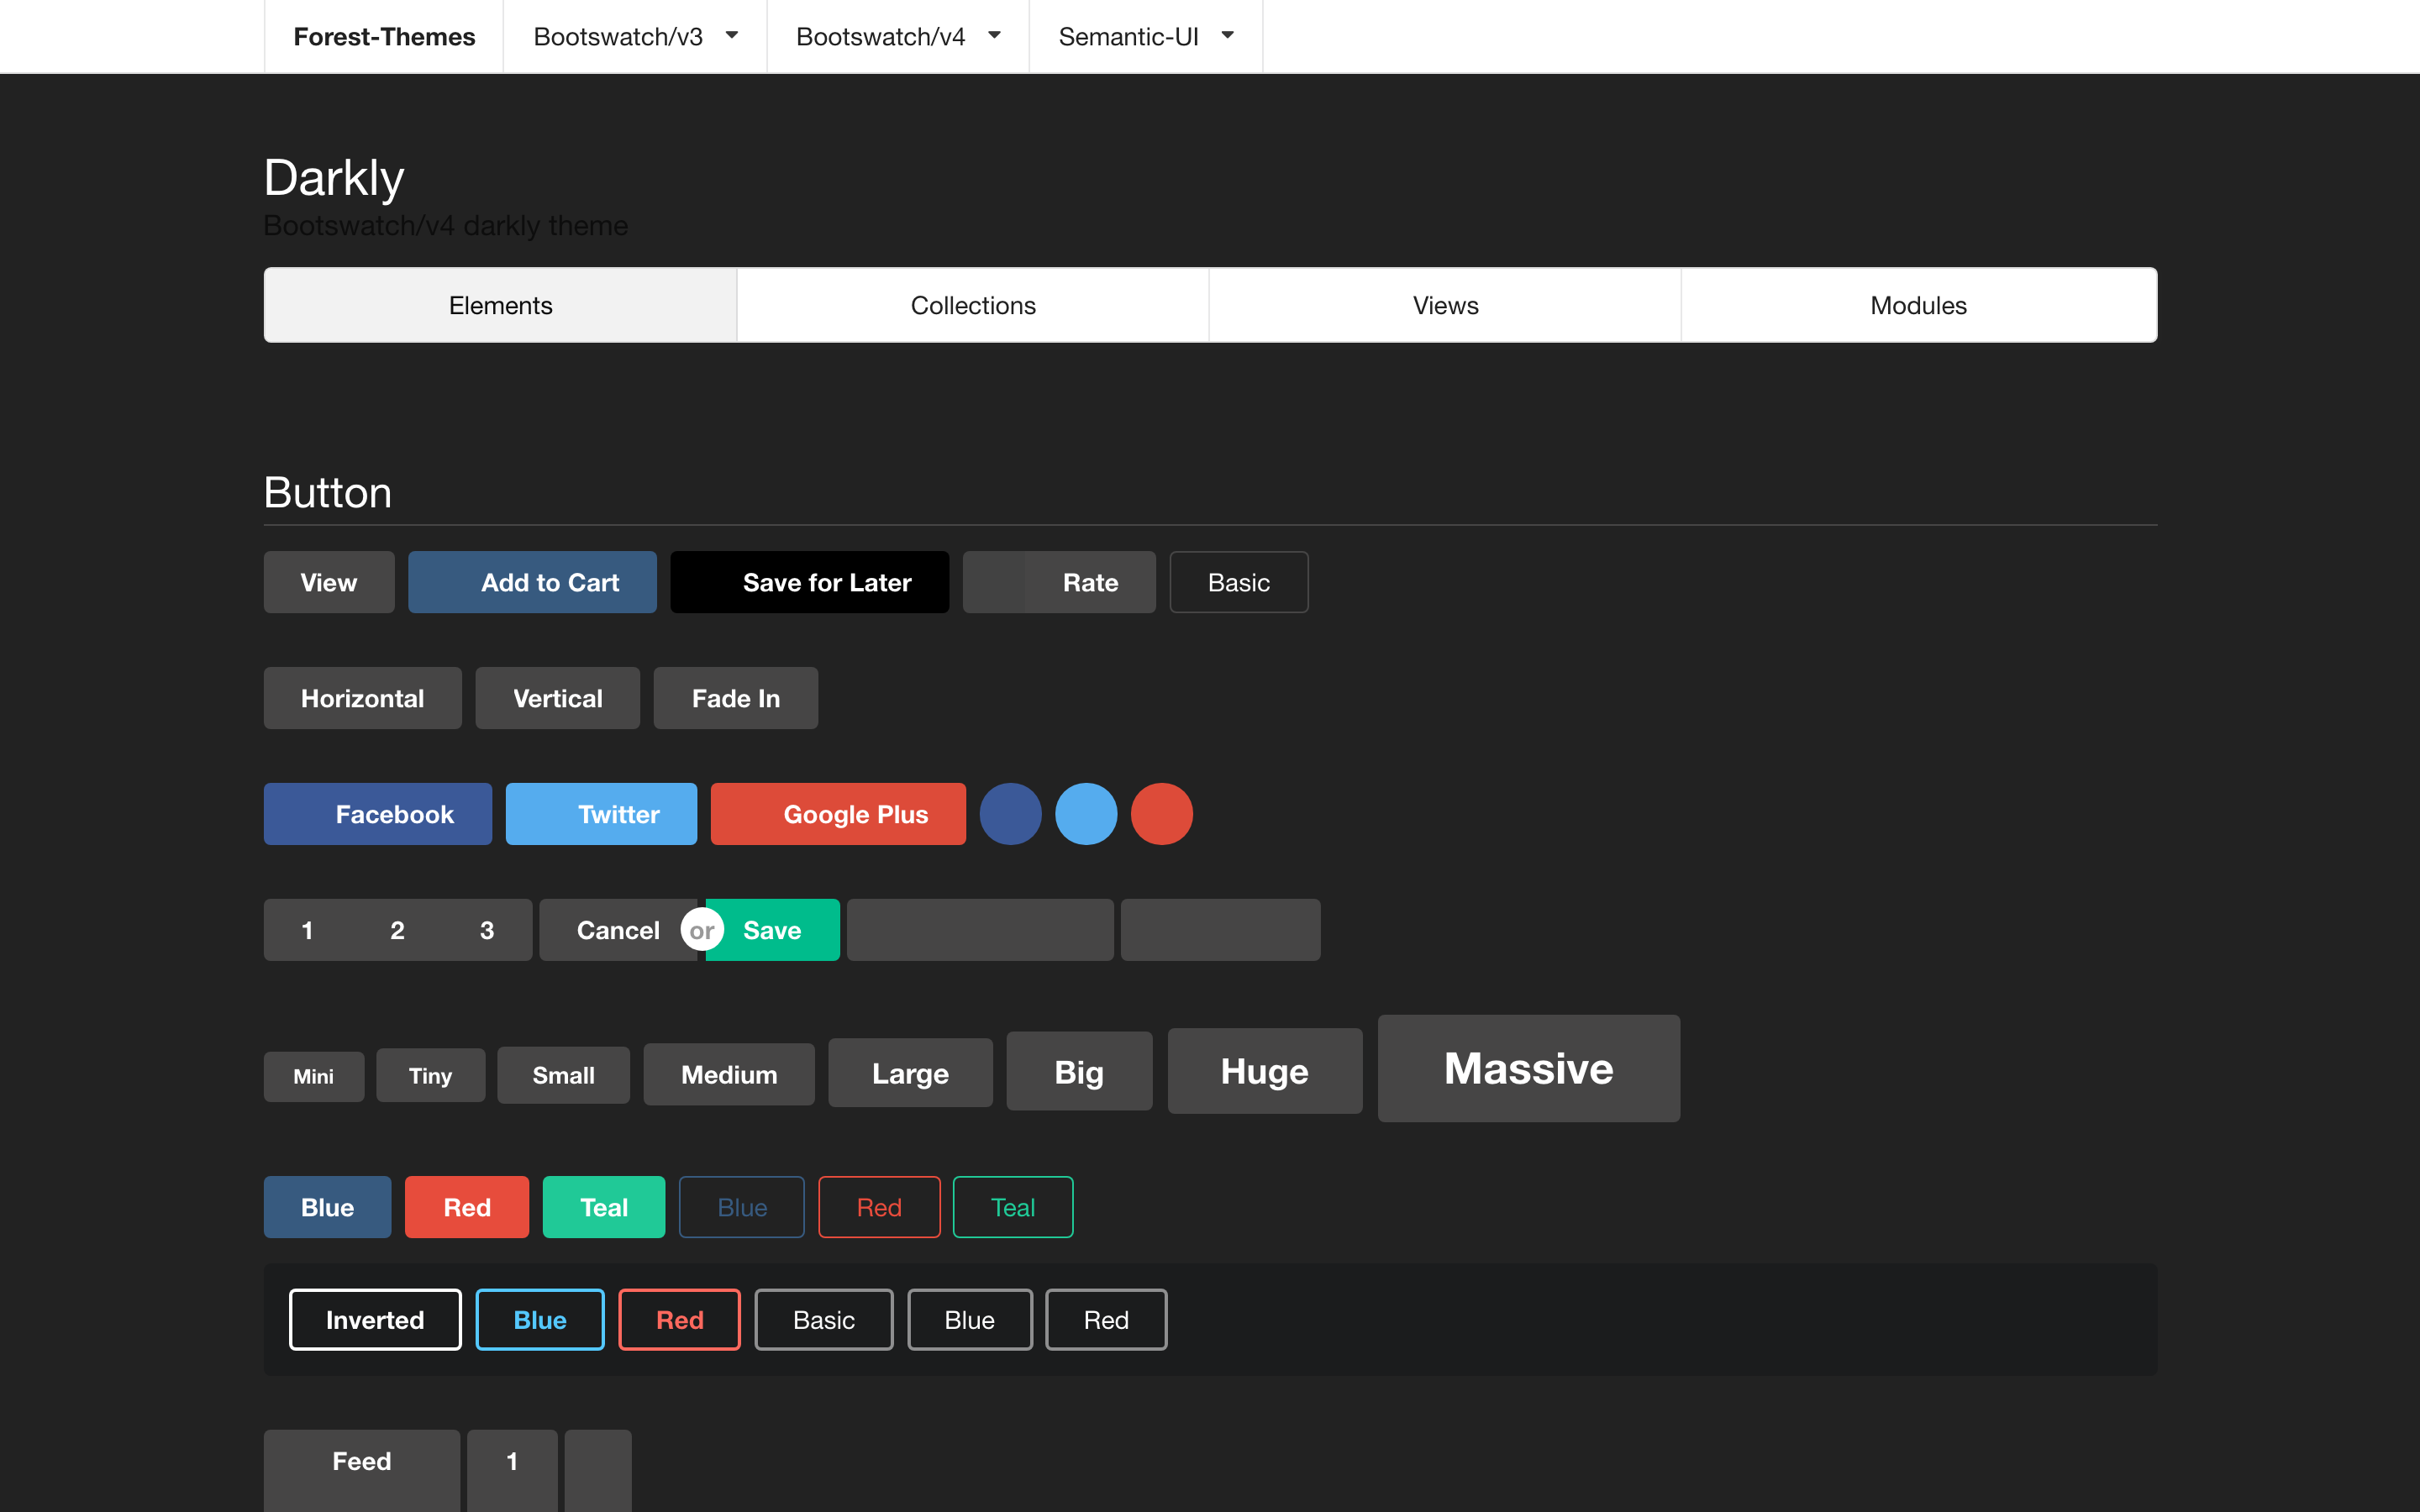 Forest-Themes Bootswatch/v3 Bootswatch/v4 Semantic-UI
Darkly
Bootswatch/v4 darkly theme
Elements Collections Views Modules
Button
View Add to Cart Save for Later Rate Basic
Horizontal Vertical Fade In
Facebook Twitter Google Plus
1 2 3 Cancel or Save
Mini Tiny Small Medium Large Big Huge Massive
Blue Red Teal Blue Red Teal
Inverted Blue Red Basic Blue Red
Feed 1